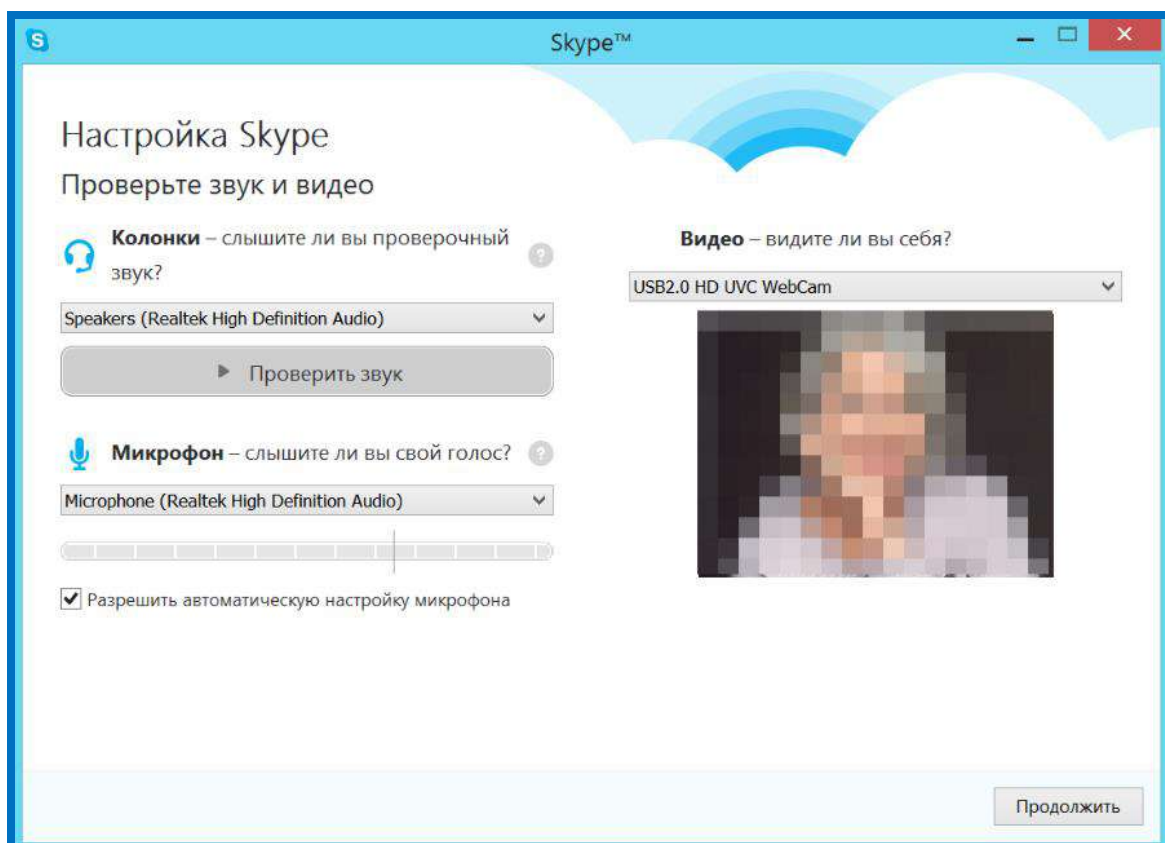 Skype™
Настройка Skype
Проверьте звук и видео
Колонки – слышите ли вы проверочный
звук?
?
Speakers (Realtek High Definition Audio)
Проверить звук
Микрофон – слышите ли вы свой голос?
?
Microphone (Realtek High Definition Audio)
Разрешить автоматическую настройку микрофона
Видео – видите ли вы себя?
USB2.0 HD UVC WebCam
Продолжить